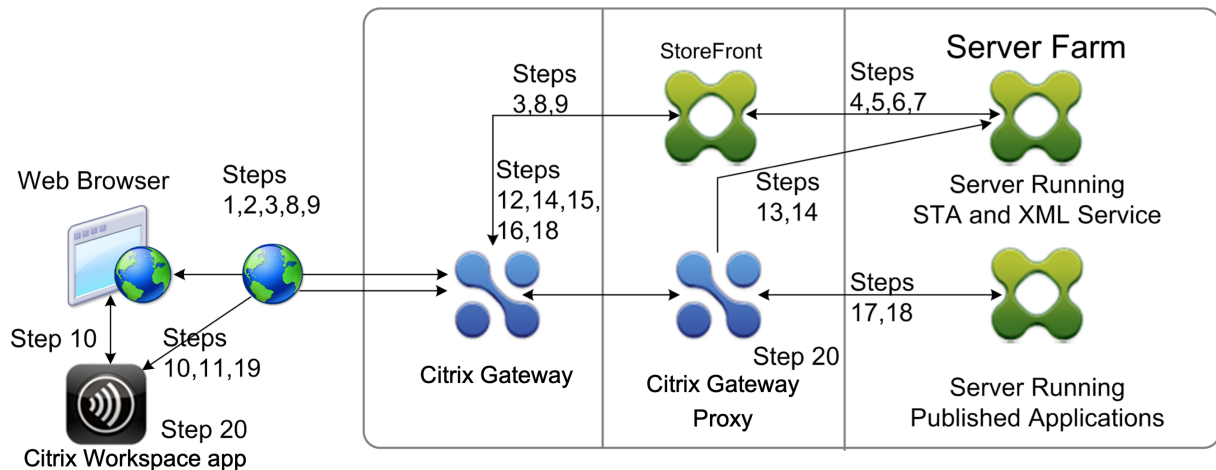 StoreFront
Server Farm
Steps
3,8,9
Steps
4,5,6,7
Web Browser
Steps
1,2,3,8,9
Steps
12,14,15,
16,18
Steps
13,14
Server Running
STA and XML Service
Step 10
Steps
10,11,19
Steps
17,18
Citrix Gateway
Step 20
Citrix Gateway
Proxy
Server Running
Published Applications
Step 20
Citrix Workspace app